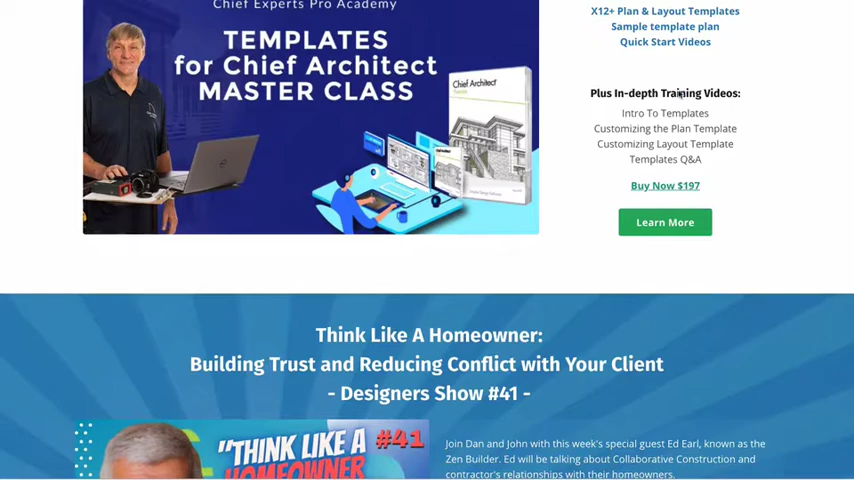 Chief Experts Pro Academy
TEMPLATES
for Chief Architect
MASTER CLASS
Chief Architect
X12+ Plan & Layout Templates
Sample template plan
Quick Start Videos
Plus In-depth Training Videos:
Intro To Templates
Customizing the Plan Template
Customizing Layout Template
Templates Q&A
Buy Now $197
Learn More
Think Like A Homeowner:
Building Trust and Reducing Conflict with Your Client
- Designers Show #41 -
"THINK LIKE A
HOMEOWNER
#41
Join Dan and John with this week's special guest Ed Earl, known as the
Zen Builder. Ed will be talking about Collaborative Construction and
contractor's relationships with their homeowners.